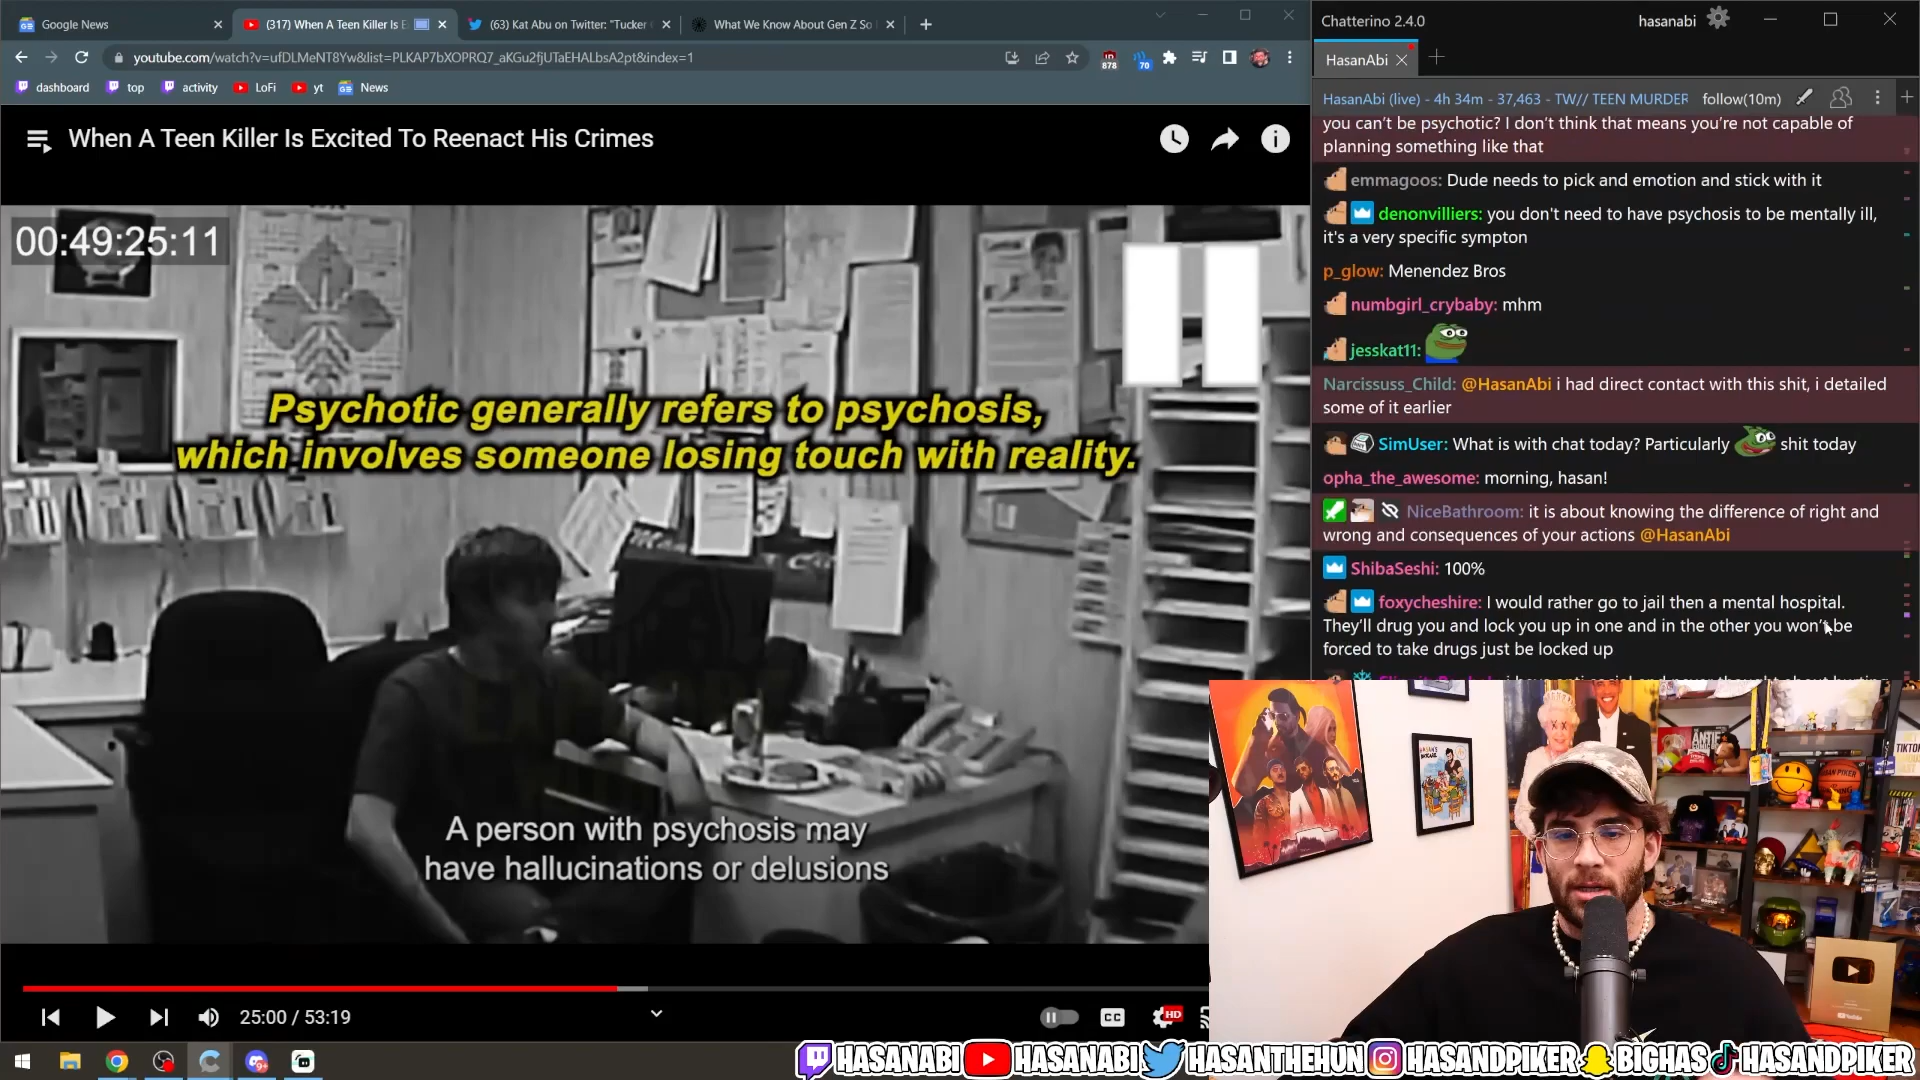 Google News
(317) When A Teen Killer Is E
(63) Kat Abu on Twitter: "Tucker
What We Know About Gen Z So
youtube.com/watch?v=ufDLMeNT8Yw&list=PLKAP7bXOPRQ7_aKGu2fjUTaEHALbsA2pt&index=1
878
70
dashboard
top
activity
LoFi
yt
News
When A Teen Killer Is Excited To Reenact His Crimes
00:49:25:11
Psychotic generally refers to psychosis,
which involves someone losing touch with reality.
A person with psychosis may
have hallucinations or delusions
25:00 / 53:19
CC
HD
Chatterino 2.4.0
hasanabi
HasanAbi
HasanAbi (live) - 4h 34m - 37,463 - TW// TEEN MURDER
follow(10m)
you can't be psychotic? I don't think that means you're not capable of
planning something like that
emmagoos: Dude needs to pick and emotion and stick with it
denonvilliers: you don't need to have psychosis to be mentally ill,
it's a very specific sympton
p_glow: Menendez Bros
numbgirl_crybaby: mhm
jesskat11:
Narcissuss_Child: @HasanAbi i had direct contact with this shit, i detailed
some of it earlier
SimUser: What is with chat today? Particularly shit today
opha_the_awesome: morning, hasan!
NiceBathroom: it is about knowing the difference of right and
wrong and consequences of your actions @HasanAbi
ShibaSeshi: 100%
foxycheshire: I would rather go to jail then a mental hospital.
They'll drug you and lock you up in one and in the other you won't be
forced to take drugs just be locked up
HASANABI
HASANABI
HASANTHEHUN
HASANDPIKER
BIGHAS
HASANDPIKER